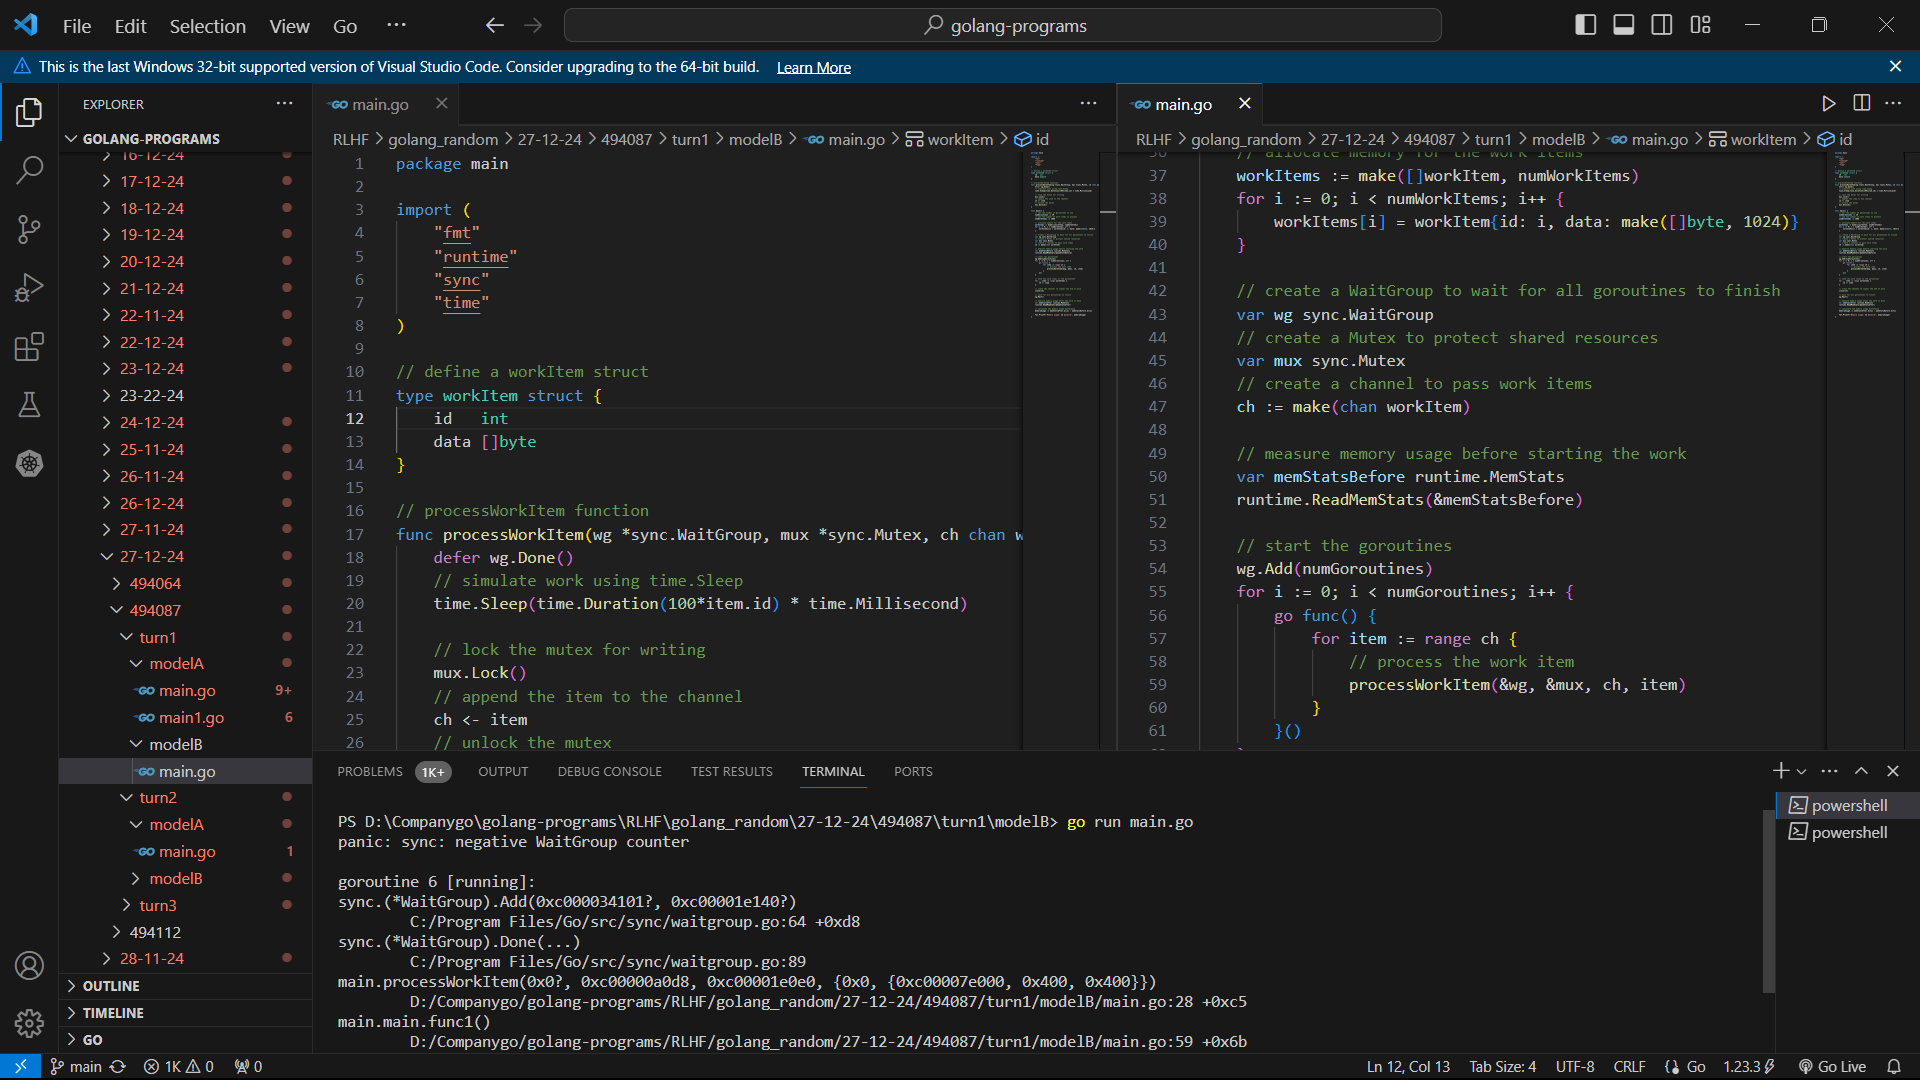 File Edit Selection View Go ···
golang-programs
This is the last Windows 32-bit supported version of Visual Studio Code. Consider upgrading to the 64-bit build. Learn More
EXPLORER
GOLANG-PROGRAMS
16-12-24
17-12-24
18-12-24
19-12-24
20-12-24
21-12-24
22-11-24
22-12-24
23-12-24
23-22-24
24-12-24
25-11-24
26-11-24
26-12-24
27-11-24
27-12-24
494064
494087
turn1
modelA
main.go 9+
main1.go 6
modelB
main.go
turn2
modelA
main.go 1
modelB
turn3
494112
28-11-24
OUTLINE
TIMELINE
GO
main.go
RLHF > golang_random > 27-12-24 > 494087 > turn1 > modelB > main.go > workItem > id
1 package main
2
3 import (
4 "fmt"
5 "runtime"
6 "sync"
7 "time"
8 )
9
10 // define a workItem struct
11 type workItem struct {
12 id   int
13 data []byte
14 }
15
16 // processWorkItem function
17 func processWorkItem(wg *sync.WaitGroup, mux *sync.Mutex, ch chan w
18 defer wg.Done()
19 // simulate work using time.Sleep
20 time.Sleep(time.Duration(100*item.id) * time.Millisecond)
21
22 // lock the mutex for writing
23 mux.Lock()
24 // append the item to the channel
25 ch <- item
26 // unlock the mutex
main.go
RLHF > golang_random > 27-12-24 > 494087 > turn1 > modelB > main.go > workItem > id
36 // allocate memory for the work items
37 workItems := make([]workItem, numWorkItems)
38 for i := 0; i < numWorkItems; i++ {
39 workItems[i] = workItem{id: i, data: make([]byte, 1024)}
40 }
41
42 // create a WaitGroup to wait for all goroutines to finish
43 var wg sync.WaitGroup
44 // create a Mutex to protect shared resources
45 var mux sync.Mutex
46 // create a channel to pass work items
47 ch := make(chan workItem)
48
49 // measure memory usage before starting the work
50 var memStatsBefore runtime.MemStats
51 runtime.ReadMemStats(&memStatsBefore)
52
53 // start the goroutines
54 wg.Add(numGoroutines)
55 for i := 0; i < numGoroutines; i++ {
56 go func() {
57 for item := range ch {
58 // process the work item
59 processWorkItem(&wg, &mux, ch, item)
60 }
61 }()
PROBLEMS 1K+ OUTPUT DEBUG CONSOLE TEST RESULTS TERMINAL PORTS
PS D:\Companygo\golang-programs\RLHF\golang_random\27-12-24\494087\turn1\modelB> go run main.go
panic: sync: negative WaitGroup counter

goroutine 6 [running]:
sync.(*WaitGroup).Add(0xc000034101?, 0xc00001e140?)
C:/Program Files/Go/src/sync/waitgroup.go:64 +0xd8
sync.(*WaitGroup).Done(...)
C:/Program Files/Go/src/sync/waitgroup.go:89
main.processWorkItem(0x0?, 0xc00000a0d8, 0xc00001e0e0, {0x0, {0xc00007e000, 0x400, 0x400}})
D:/Companygo/golang-programs/RLHF/golang_random/27-12-24/494087/turn1/modelB/main.go:28 +0xc5
main.main.func1()
D:/Companygo/golang-programs/RLHF/golang_random/27-12-24/494087/turn1/modelB/main.go:59 +0x6b
powershell
powershell
main 1K 0 0 Ln 12, Col 13 Tab Size: 4 UTF-8 CRLF Go 1.23.3 Go Live